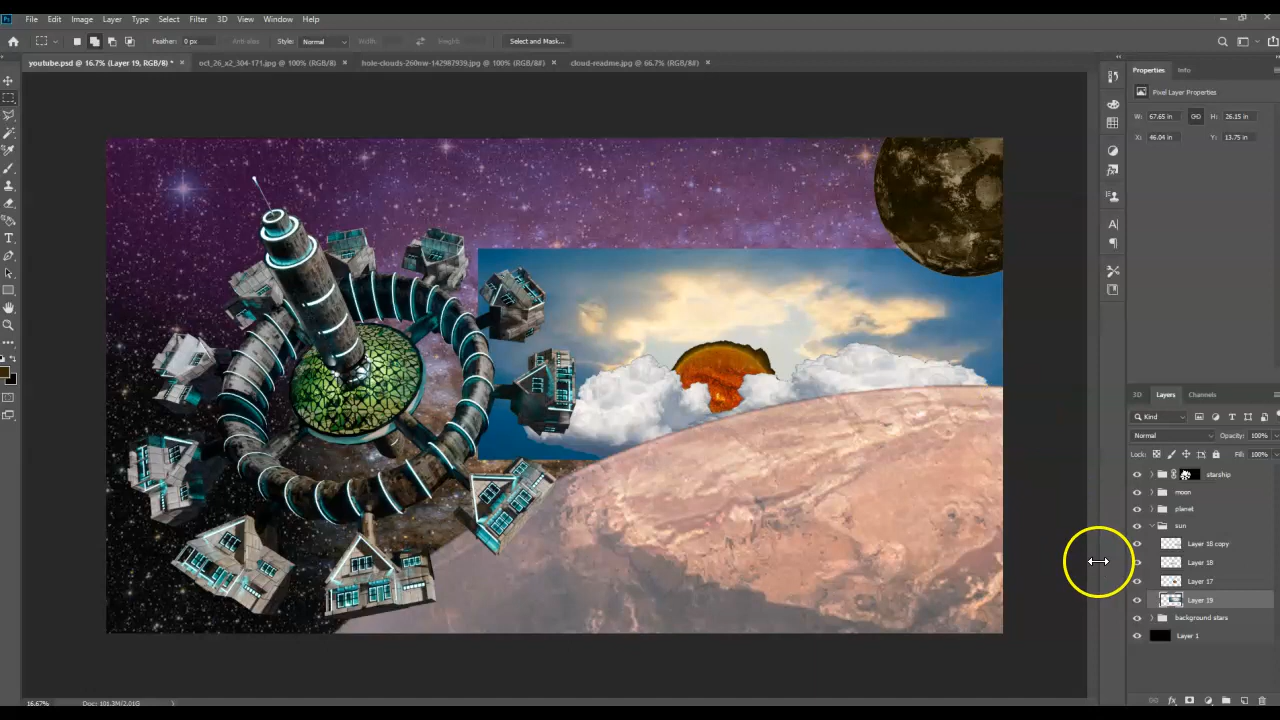 File Edit Image Layer Type Select Filter 3D View Window Help
Feather: 0 px Anti-alias Style: Normal Width: Height: Select and Mask...
youtube.psd @ 16.7% (Layer 19, RGB/8) * × oct_26_x2_304-171.jpg @ 100% (RGB/8) × hole-clouds-260nw-142987939.jpg @ 100% (RGB/8#) × cloud-readme.jpg @ 66.7% (RGB/8#) ×
Properties Info
Pixel Layer Properties
W: 67.65 in H: 26.15 in
X: 46.04 in Y: 13.75 in
3D Layers Channels
Kind
Normal Opacity: 100%
Lock: Fill: 100%
starship
moon
planet
sun
Layer 18 copy
Layer 18
Layer 17
Layer 19
background stars
Layer 1
16.67% Doc: 101.3M/2.01G